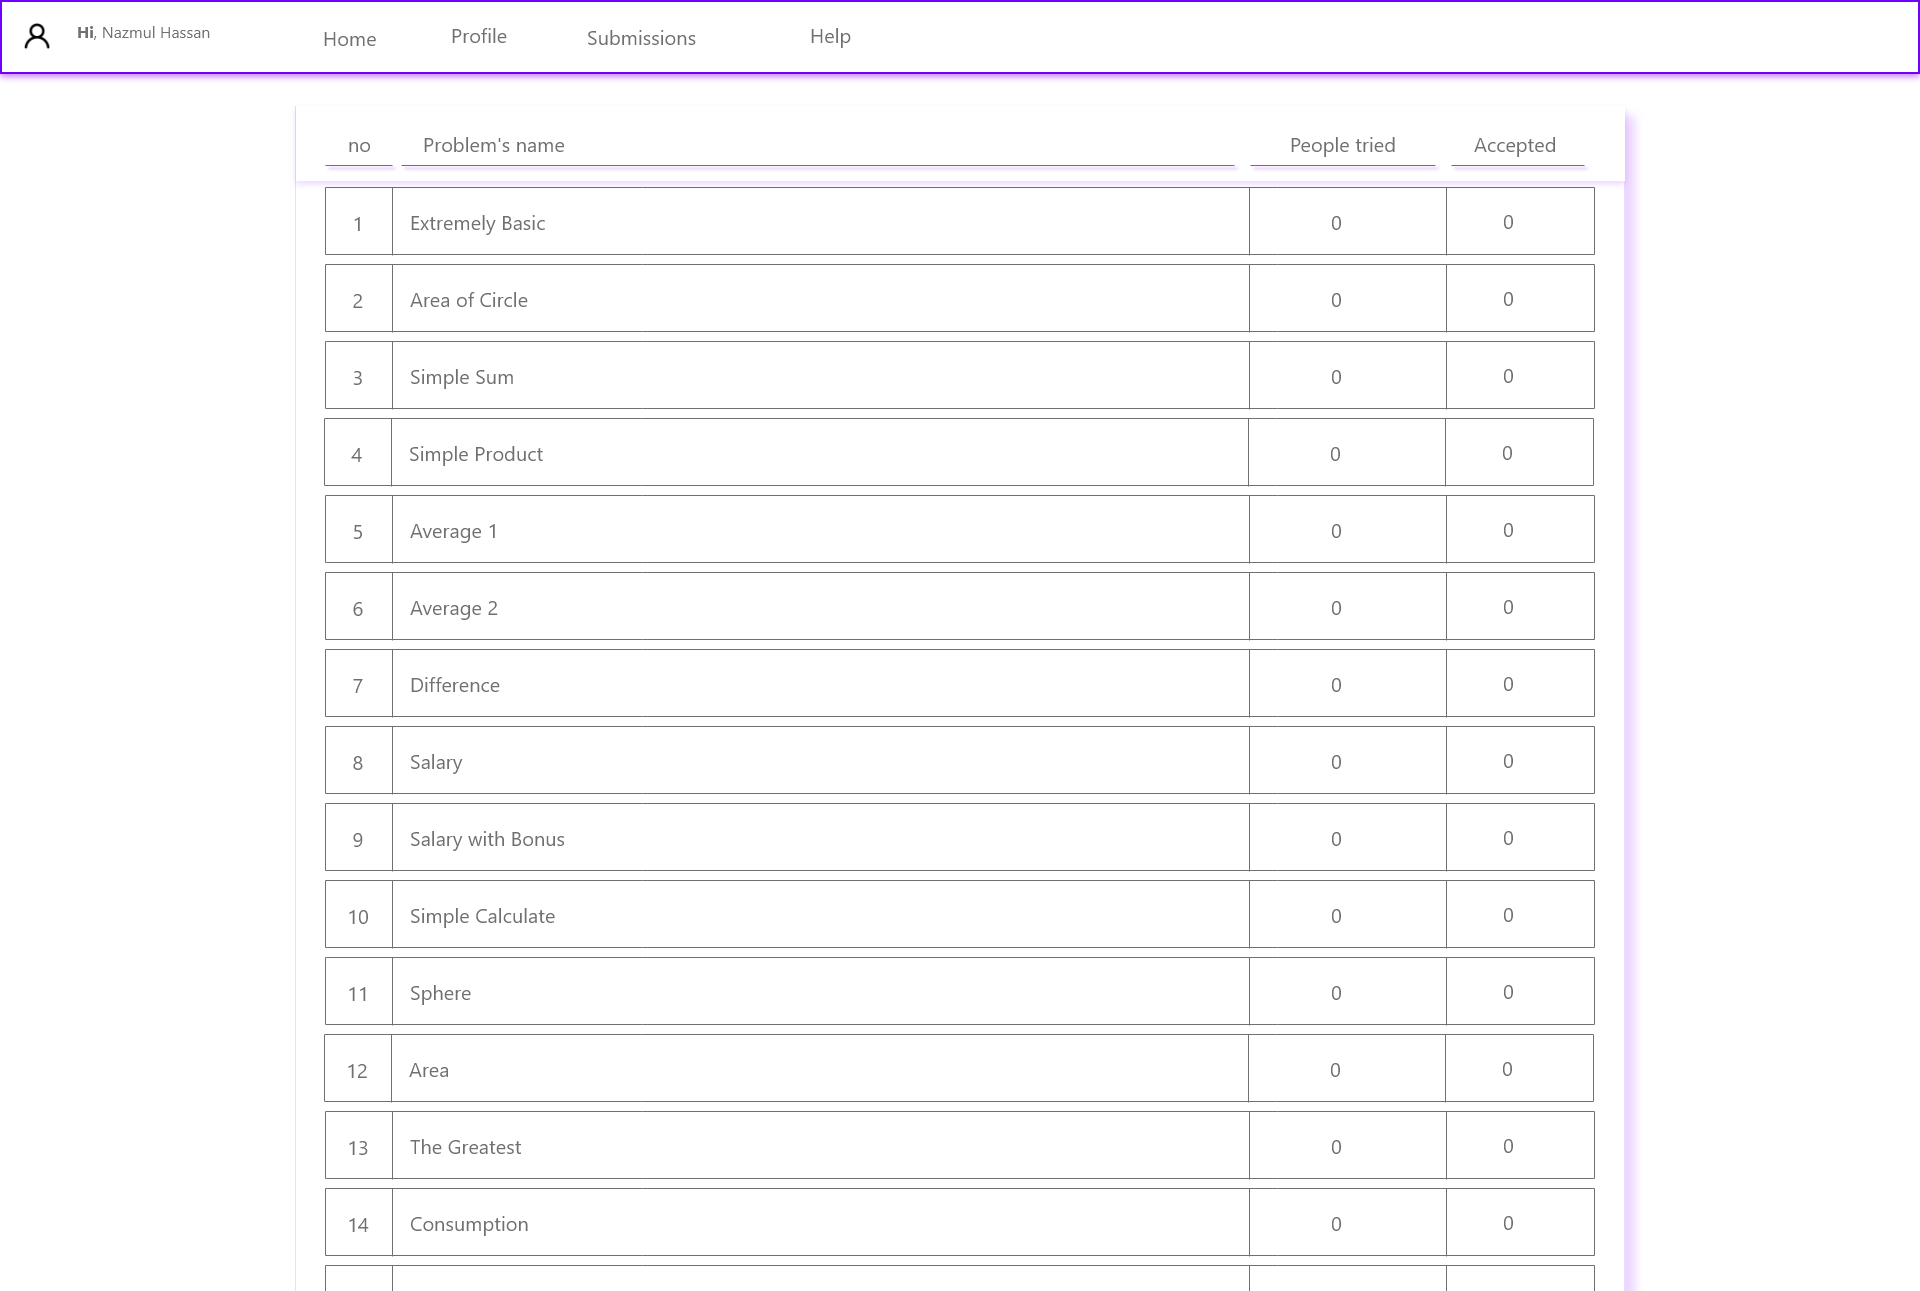 Hi, Nazmul Hassan
Home Profile Submissions Help
no Problem's name People tried Accepted
1 Extremely Basic 0 0
2 Area of Circle 0 0
3 Simple Sum 0 0
4 Simple Product 0 0
5 Average 1 0 0
6 Average 2 0 0
7 Difference 0 0
8 Salary 0 0
9 Salary with Bonus 0 0
10 Simple Calculate 0 0
11 Sphere 0 0
12 Area 0 0
13 The Greatest 0 0
14 Consumption 0 0